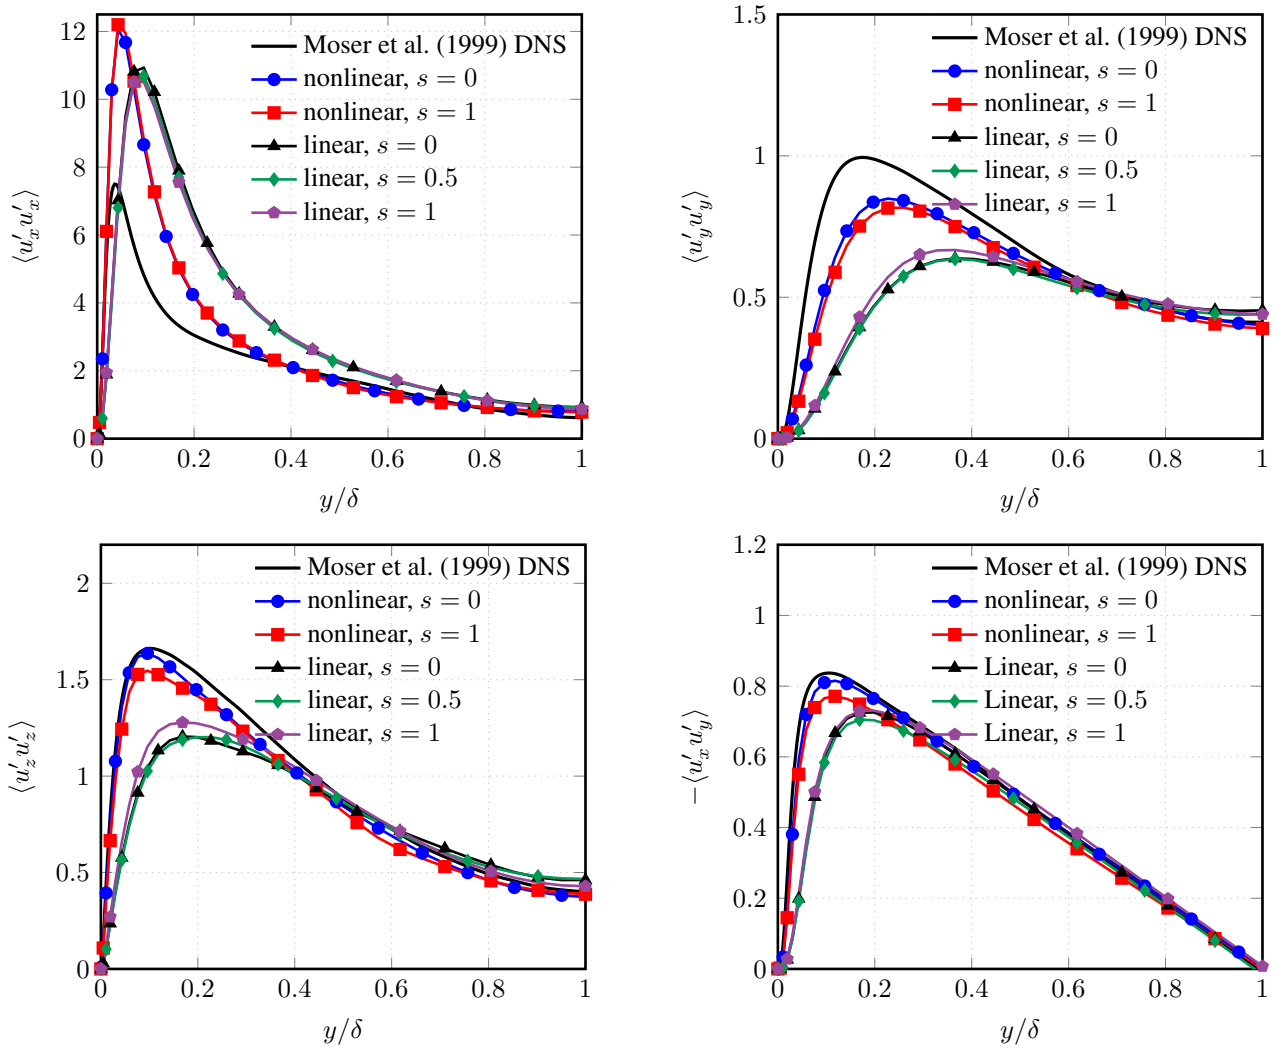 12
10
8
6
4
2
0
0
0.2
0.4
0.6
0.8
1
y/δ
⟨u′ₓu′ₓ⟩
Moser et al. (1999) DNS
nonlinear, s = 0
nonlinear, s = 1
linear, s = 0
linear, s = 0.5
linear, s = 1
1.5
1
0.5
0
0
0.2
0.4
0.6
0.8
1
y/δ
⟨u′_y u′_y⟩
Moser et al. (1999) DNS
nonlinear, s = 0
nonlinear, s = 1
linear, s = 0
linear, s = 0.5
linear, s = 1
2
1.5
1
0.5
0
0
0.2
0.4
0.6
0.8
1
y/δ
⟨u′_z u′_z⟩
Moser et al. (1999) DNS
nonlinear, s = 0
nonlinear, s = 1
linear, s = 0
linear, s = 0.5
linear, s = 1
1.2
1
0.8
0.6
0.4
0.2
0
0
0.2
0.4
0.6
0.8
1
y/δ
−⟨u′ₓu′_y⟩
Moser et al. (1999) DNS
nonlinear, s = 0
nonlinear, s = 1
Linear, s = 0
Linear, s = 0.5
Linear, s = 1